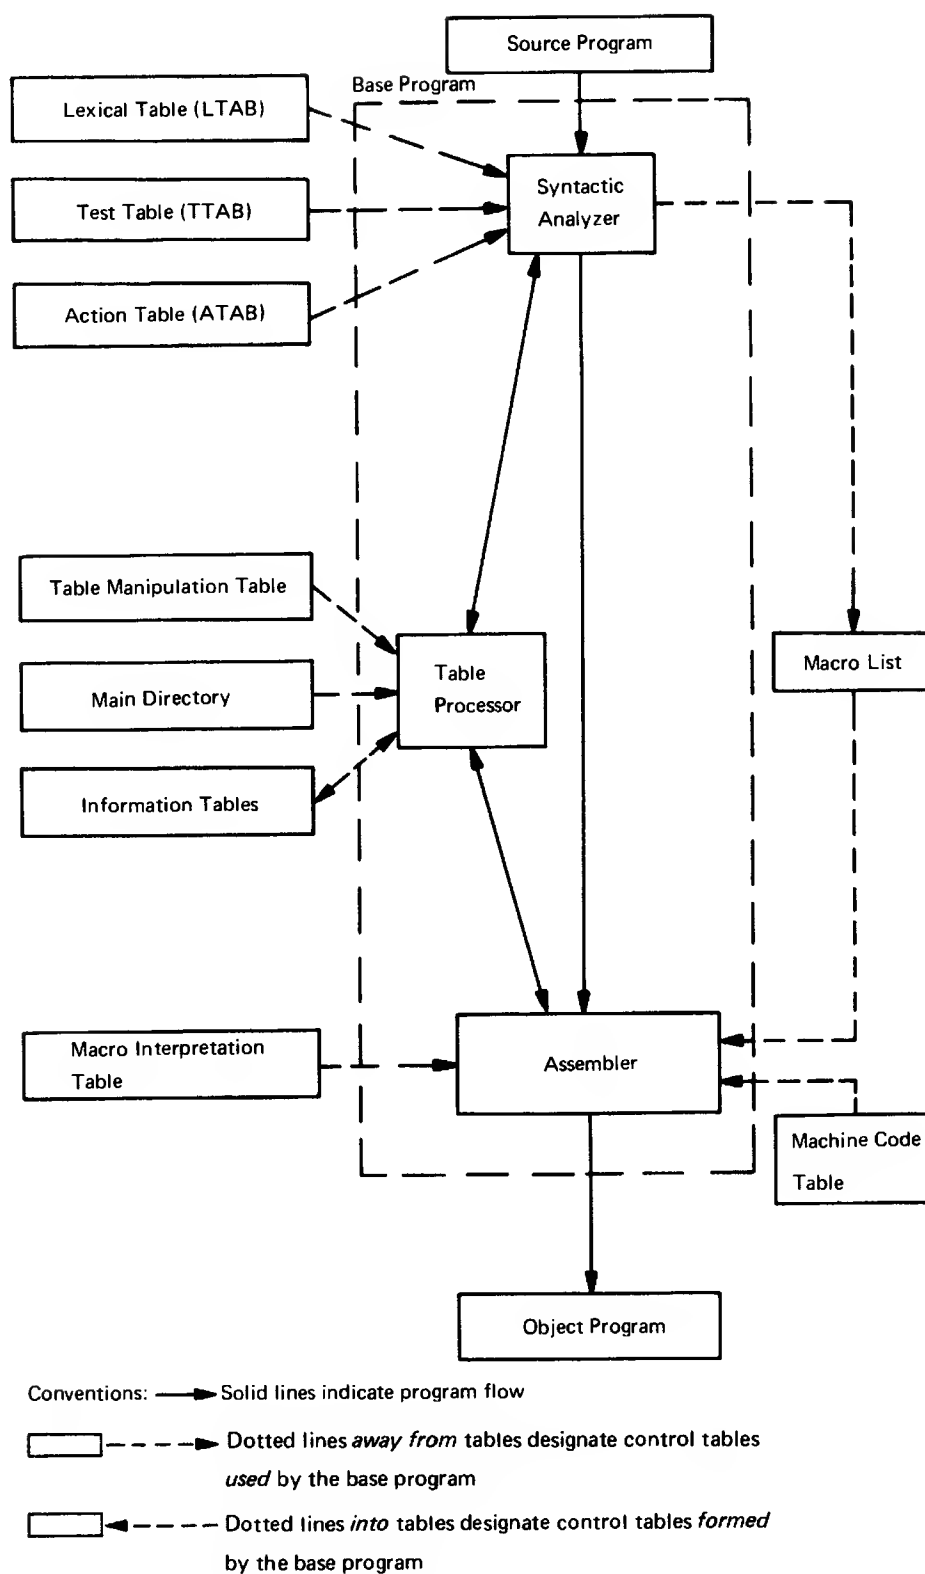 Source Program
Base Program
Lexical Table (LTAB)
Syntactic
Analyzer
Test Table (TTAB)
Action Table (ATAB)
Table Manipulation Table
Table
Processor
Macro List
Main Directory
Information Tables
Macro Interpretation
Table
Assembler
Machine Code
Table
Object Program
Conventions: Solid lines indicate program flow
Dotted lines away from tables designate control tables
used by the base program
Dotted lines into tables designate control tables formed
by the base program